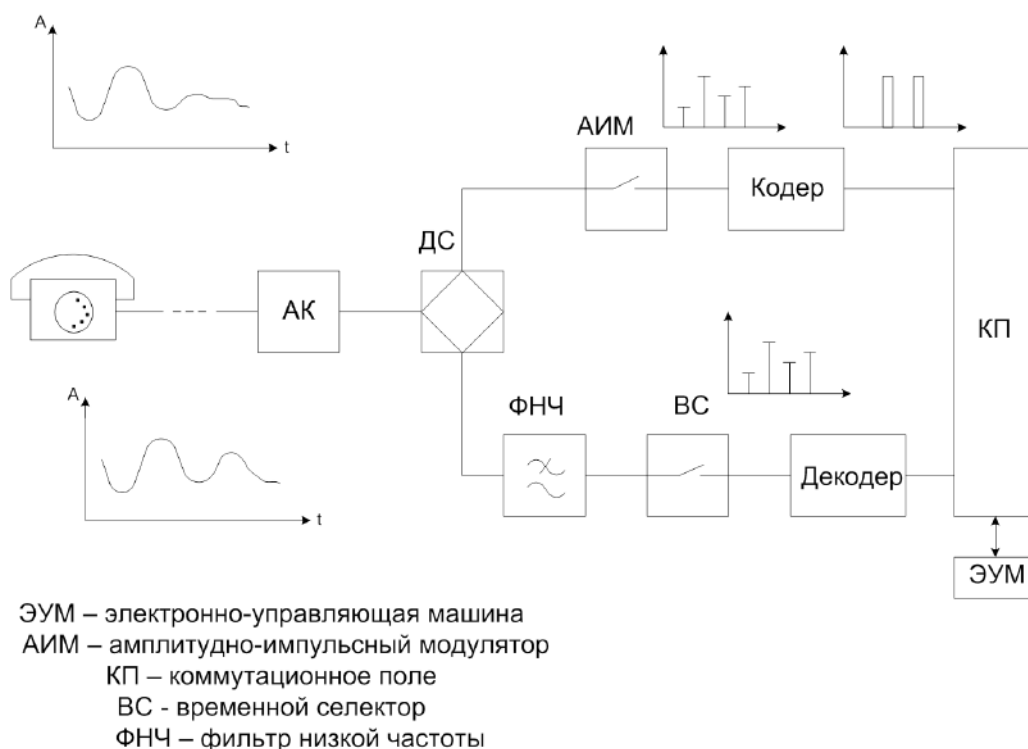 A
t
АИМ
Кодер
ДС
АК
КП
A
t
ФНЧ
ВС
Декодер
ЭУМ
ЭУМ – электронно-управляющая машина
АИМ – амплитудно-импульсный модулятор
КП – коммутационное поле
ВС - временной селектор
ФНЧ – фильтр низкой частоты